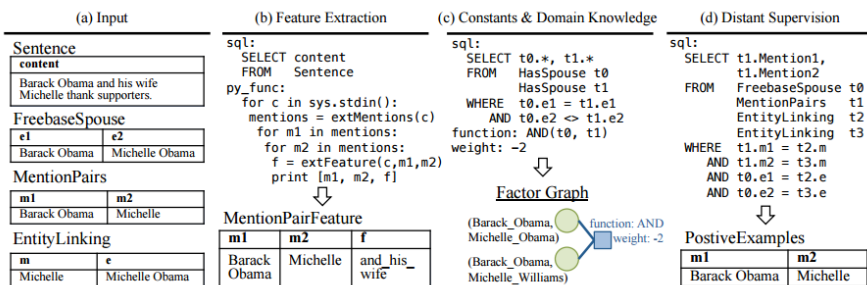 (a) Input
Sentence
content
Barack Obama and his wife
Michelle thank supporters.
FreebaseSpouse
e1 e2
Barack Obama Michelle Obama
MentionPairs
m1 m2
Barack Obama Michelle
EntityLinking
m e
Michelle Michelle Obama
(b) Feature Extraction
sql:
SELECT content
FROM Sentence
py_func:
for c in sys.stdin():
mentions = extMentions(c)
for m1 in mentions:
for m2 in mentions:
f = extFeature(c,m1,m2)
print [m1, m2, f]
MentionPairFeature
m1 m2 f
Barack Michelle and_his_
Obama wife
(c) Constants & Domain Knowledge
sql:
SELECT t0.*, t1.*
FROM HasSpouse t0
HasSpouse t1
WHERE t0.e1 = t1.e1
AND t0.e2 <> t1.e2
function: AND(t0, t1)
weight: -2
Factor Graph
(Barack_Obama,
Michelle_Obama)
function: AND
weight: -2
(Barack_Obama,
Michelle_Williams)
(d) Distant Supervision
sql:
SELECT t1.Mention1,
t1.Mention2
FROM FreebaseSpouse t0
MentionPairs t1
EntityLinking t2
EntityLinking t3
WHERE t1.m1 = t2.m
AND t1.m2 = t3.m
AND t0.e1 = t2.e
AND t0.e2 = t3.e
PostiveExamples
m1 m2
Barack Obama Michelle